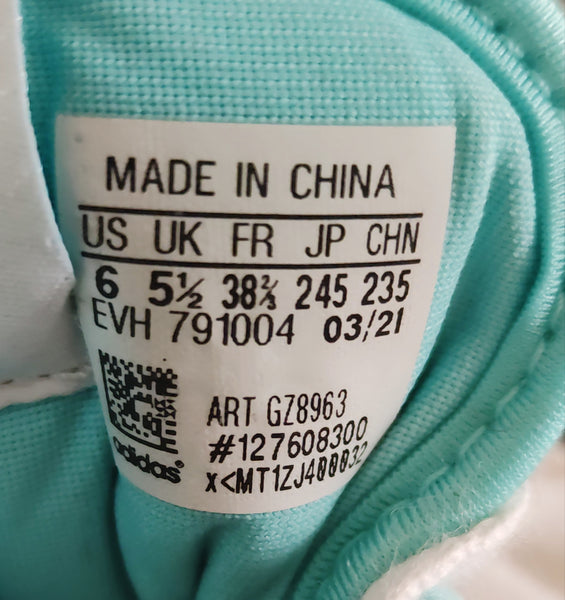 MADE IN CHINA
US UK FR JP CHN
6 5½ 38⅔ 245 235
EVH 791004 03/21
ART GZ8963
#127608300
adidas®